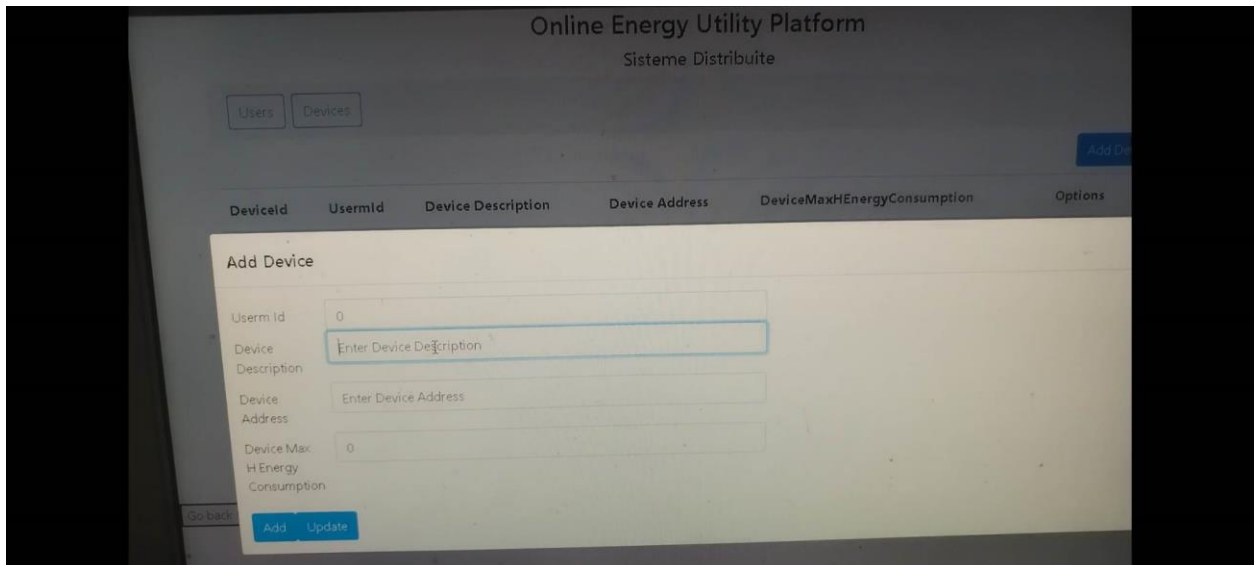 Online Energy Utility Platform
Sisteme Distribuite
Users Devices
Add De
DeviceId UsermId Device Description Device Address DeviceMaxHEnergyConsumption Options
Add Device
Userm Id 0
Device Description Enter Device Description
Device Address Enter Device Address
Device Max H Energy Consumption 0
Go back
Add Update